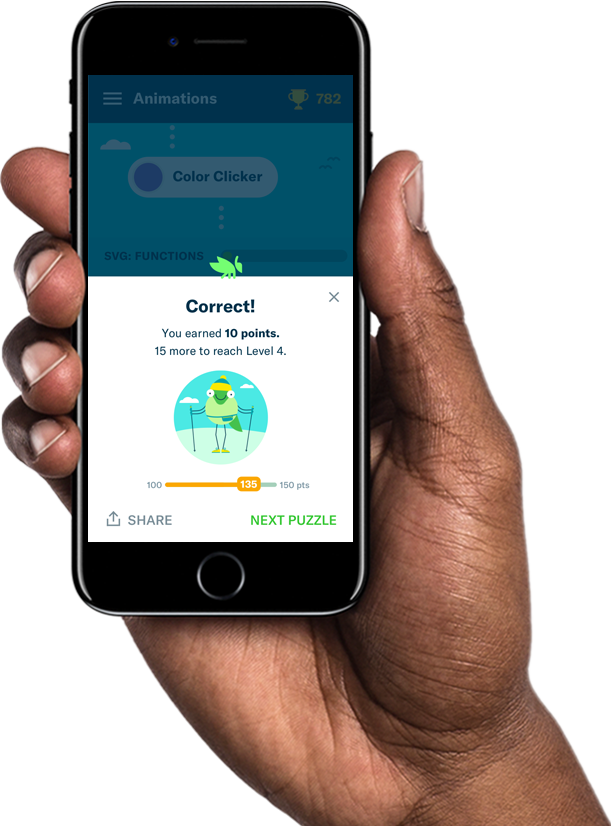 Animations
782
Color Clicker
SVG: FUNCTIONS
Correct!
You earned 10 points.
15 more to reach Level 4.
100 135 150 pts
SHARE NEXT PUZZLE